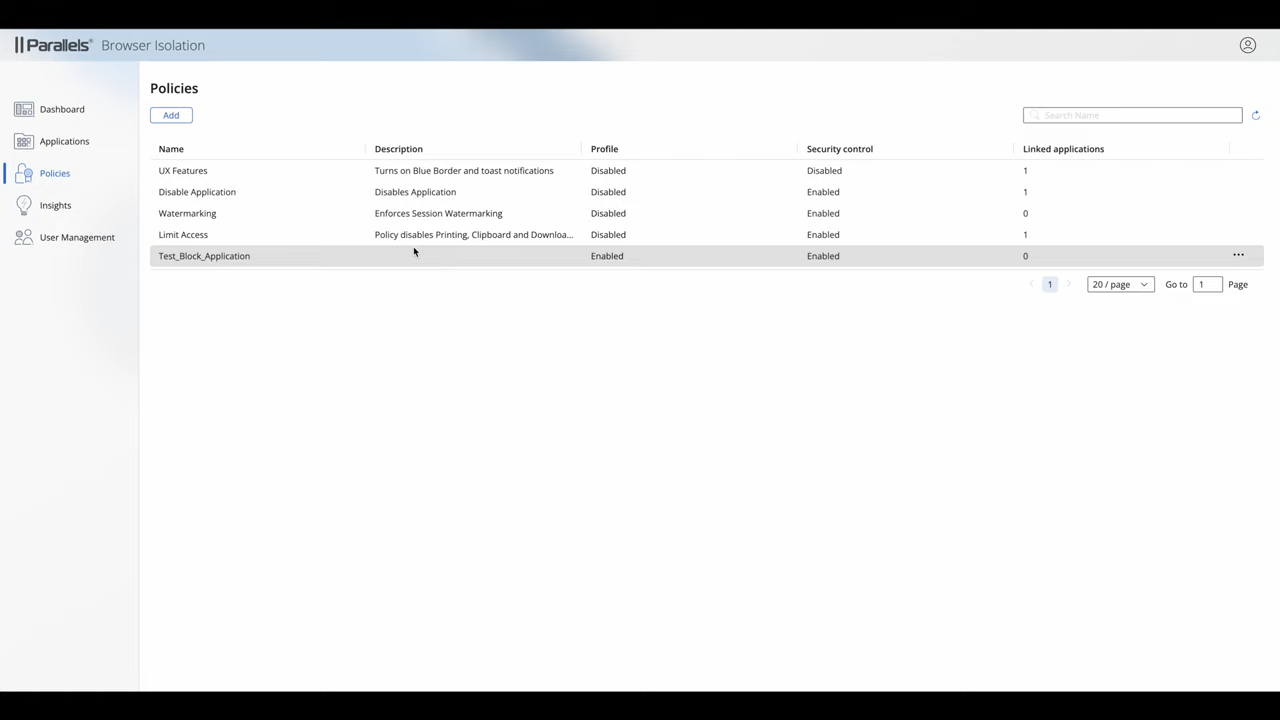 Parallels® Browser Isolation
Dashboard
Applications
Policies
Insights
User Management
Policies
Add
Search Name
Name Description Profile Security control Linked applications
UX Features Turns on Blue Border and toast notifications Disabled Disabled 1
Disable Application Disables Application Disabled Enabled 1
Watermarking Enforces Session Watermarking Disabled Enabled 0
Limit Access Policy disables Printing, Clipboard and Downloa... Disabled Enabled 1
Test_Block_Application Enabled Enabled 0
1 20 / page Go to 1 Page